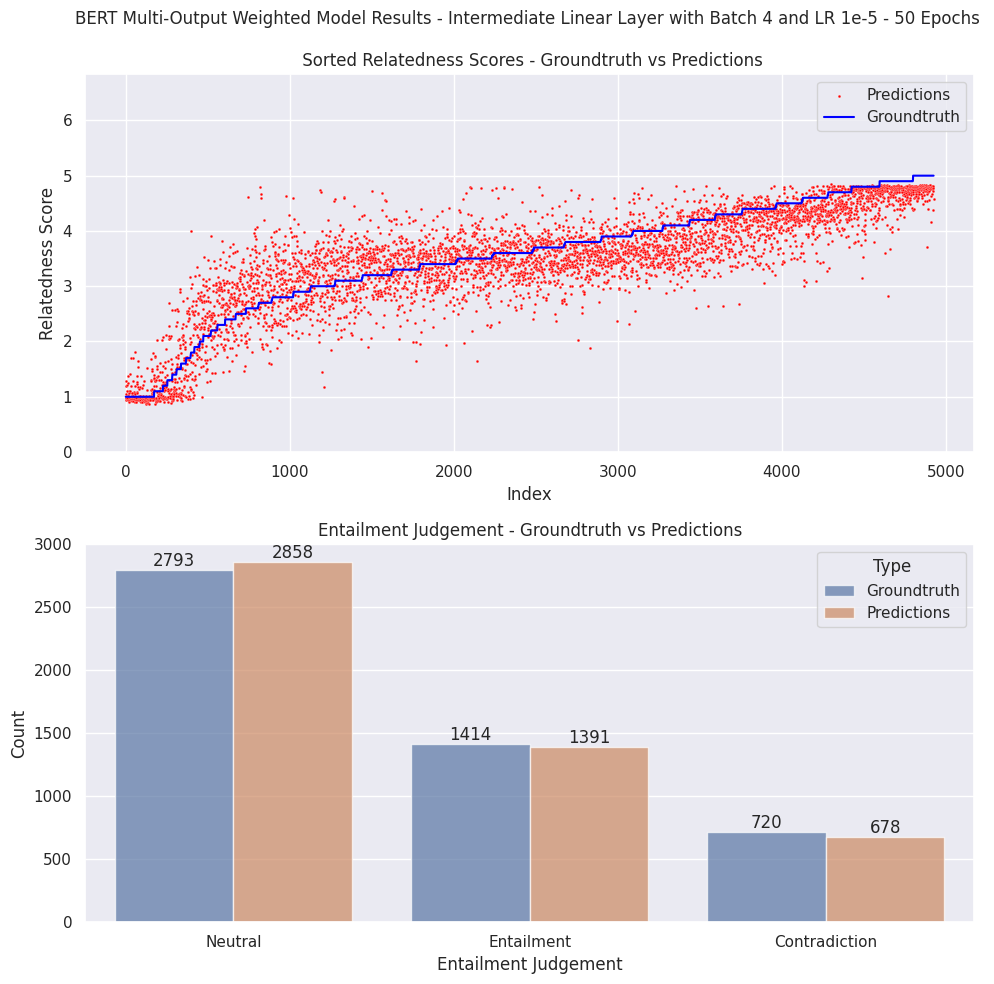 BERT Multi-Output Weighted Model Results - Intermediate Linear Layer with Batch 4 and LR 1e-5 - 50 Epochs
Sorted Relatedness Scores - Groundtruth vs Predictions
Predictions
Groundtruth
Relatedness Score
6
5
4
3
2
1
0
0 1000 2000 3000 4000 5000
Index
Entailment Judgement - Groundtruth vs Predictions
Type
Groundtruth
Predictions
Count
3000
2500
2000
1500
1000
500
0
2793 2858
1414 1391
720 678
Neutral Entailment Contradiction
Entailment Judgement